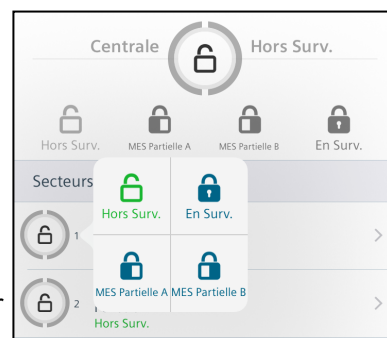 Centrale Hors Surv.
Hors Surv. MES Partielle A MES Partielle B En Surv.
Secteurs
Hors Surv. En Surv.
1
MES Partielle A MES Partielle B
2
Hors Surv.